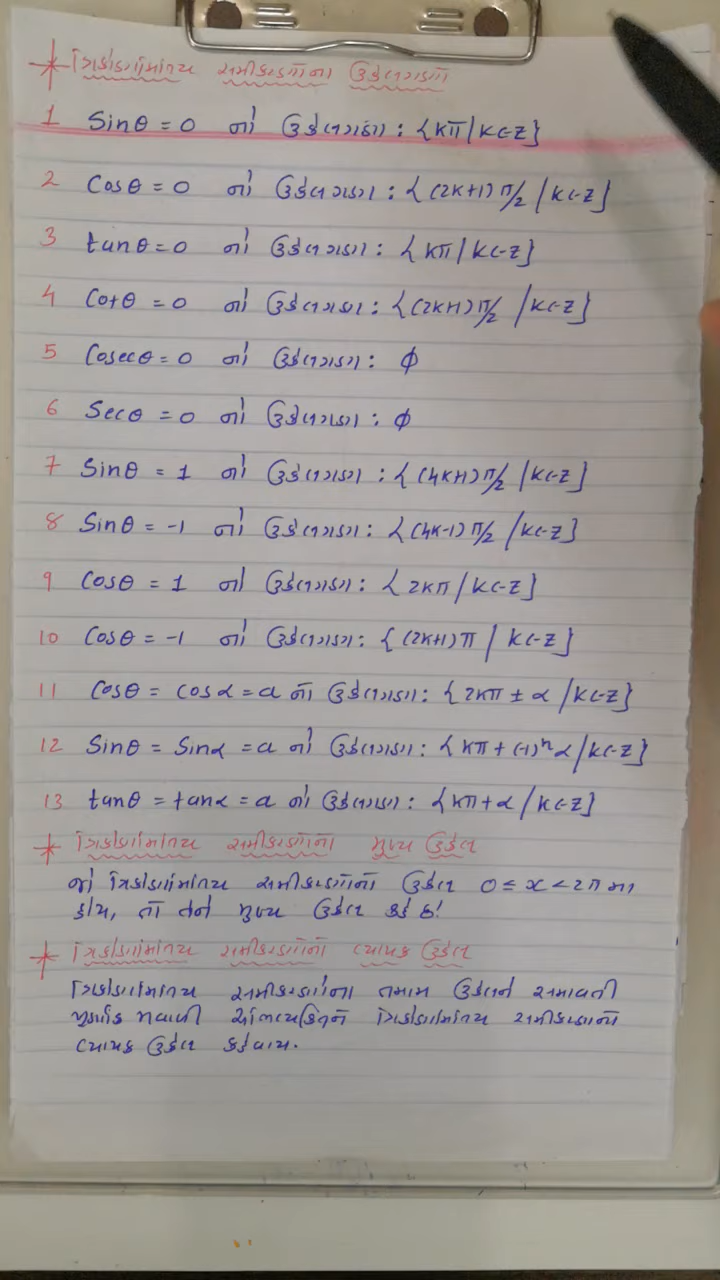 * ત્રિકોણમિતીય સમીકરણોના ઉકેલગણો
1 Sinθ = 0 નો ઉકેલગણ : {kπ/k∈Z}
2 Cosθ = 0 નો ઉકેલગણ : {(2k+1)π/2 / k∈Z}
3 tanθ = 0 નો ઉકેલગણ : {kπ/k∈Z}
4 Cotθ = 0 નો ઉકેલગણ : {(2k+1)π/2 / k∈Z}
5 Cosecθ = 0 નો ઉકેલગણ : ϕ
6 Secθ = 0 નો ઉકેલગણ : ϕ
7 Sinθ = 1 નો ઉકેલગણ : {(4k+1)π/2 / k∈Z}
8 Sinθ = -1 નો ઉકેલગણ : {(4k-1)π/2 / k∈Z}
9 Cosθ = 1 નો ઉકેલગણ : {2kπ/k∈Z}
10 Cosθ = -1 નો ઉકેલગણ : {(2k+1)π / k∈Z}
11 Cosθ = cosα = a નો ઉકેલગણ : {2kπ ± α / k∈Z}
12 Sinθ = Sinα = a નો ઉકેલગણ : {kπ + (-1)ⁿα / k∈Z}
13 tanθ = tanα = a નો ઉકેલગણ : {kπ+α / k∈Z}
* ત્રિકોણમિતીય સમીકરણોનો મુખ્ય ઉકેલ
જો ત્રિકોણમિતીય સમીકરણોનો ઉકેલ 0 ≤ x < 2π મા
હોય, તો તેને મુખ્ય ઉકેલ કહે છે!
* ત્રિકોણમિતીય સમીકરણોનો વ્યાપક ઉકેલ
ત્રિકોણમિતીય સમીકરણોના તમામ ઉકેલને સમાવતી
પૂર્ણાંક મળતી અભિવ્યક્તિને ત્રિકોણમિતીય સમીકરણનો
વ્યાપક ઉકેલ કહેવાય.